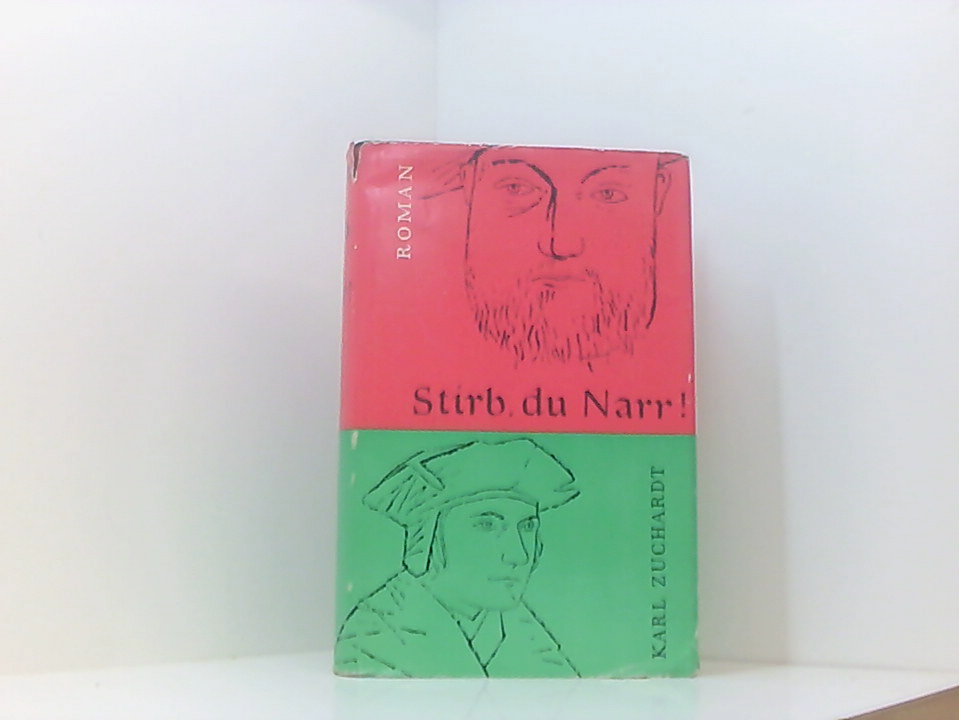 ROMAN
Stirb, du Narr!
KARL ZUCHARDT